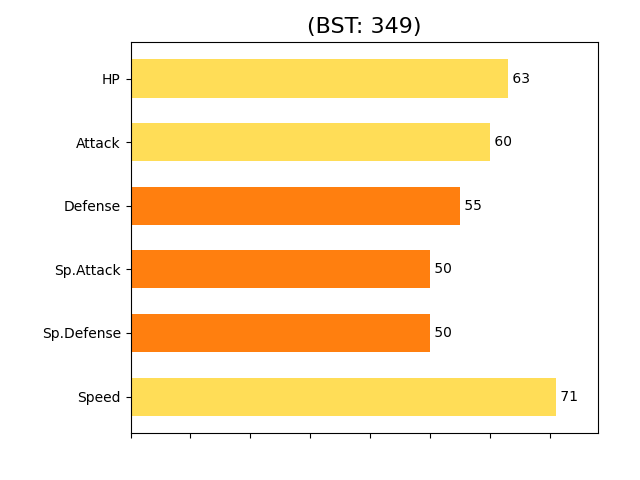 (BST: 349)
HP 63
Attack 60
Defense 55
Sp.Attack 50
Sp.Defense 50
Speed 71